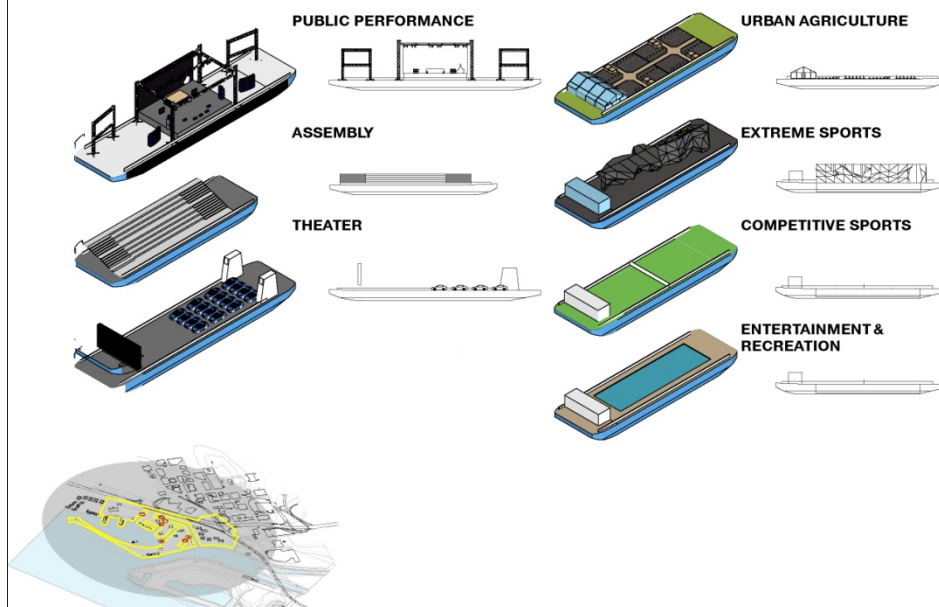 PUBLIC PERFORMANCE
ASSEMBLY
THEATER
URBAN AGRICULTURE
EXTREME SPORTS
COMPETITIVE SPORTS
ENTERTAINMENT &
RECREATION